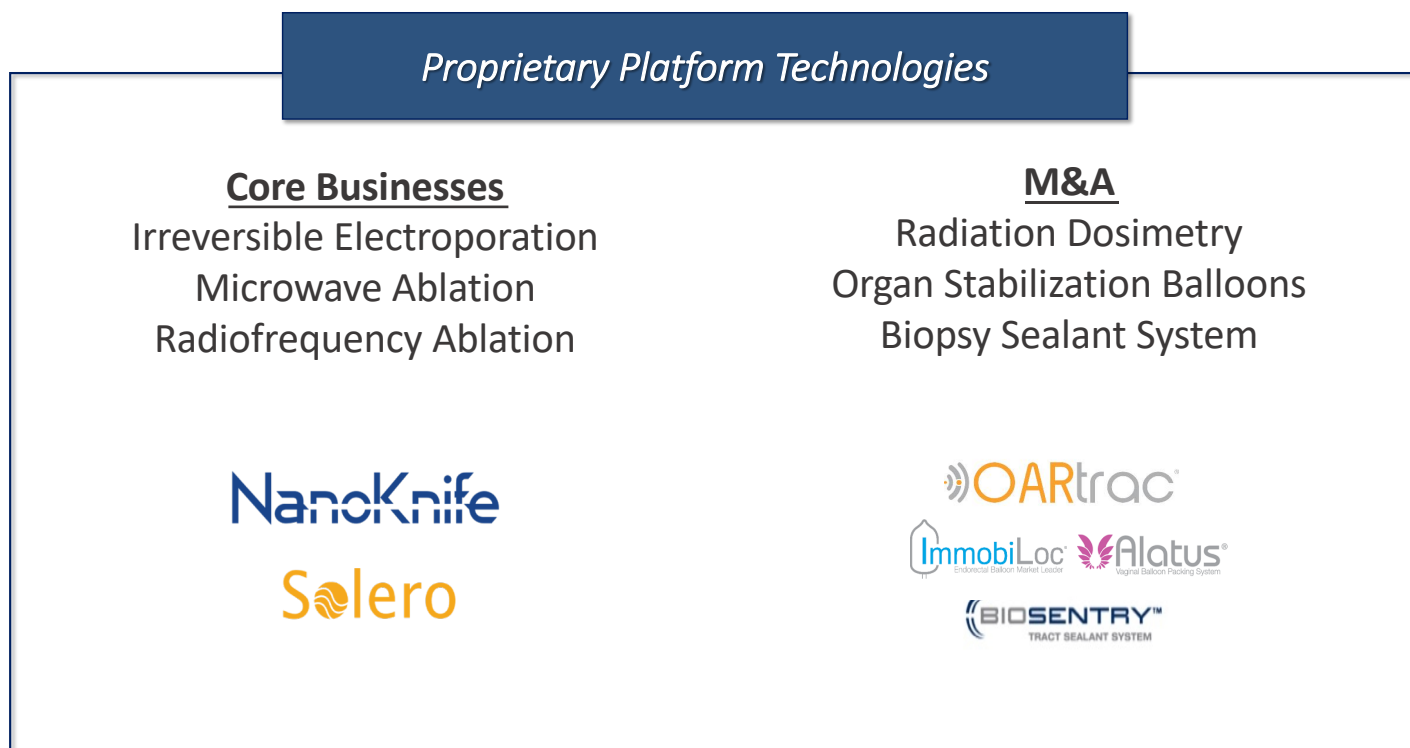 Proprietary Platform Technologies
Core Businesses
Irreversible Electroporation
Microwave Ablation
Radiofrequency Ablation
NanoKnife
Solero
M&A
Radiation Dosimetry
Organ Stabilization Balloons
Biopsy Sealant System
OARtrac®
ImmobiLoc
Endorectal Balloon Market Leader
Alatus®
Vaginal Balloon Packing System
BIOSENTRY™
TRACT SEALANT SYSTEM